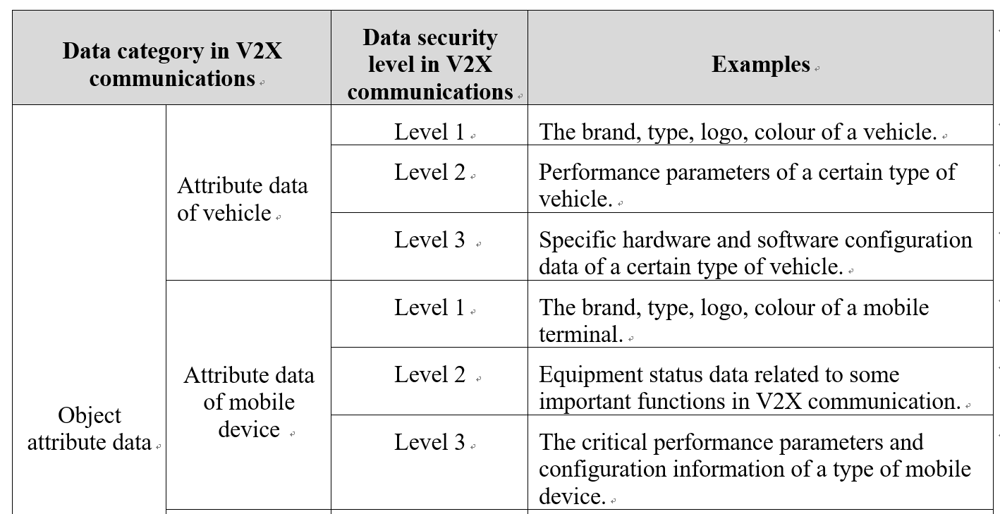 Data category in V2X
communications
Data security
level in V2X
communications
Examples
Object
attribute data
Attribute data
of vehicle
Level 1
The brand, type, logo, colour of a vehicle.
Level 2
Performance parameters of a certain type of
vehicle.
Level 3
Specific hardware and software configuration
data of a certain type of vehicle.
Attribute data
of mobile
device
Level 1
The brand, type, logo, colour of a mobile
terminal.
Level 2
Equipment status data related to some
important functions in V2X communication.
Level 3
The critical performance parameters and
configuration information of a type of mobile
device.